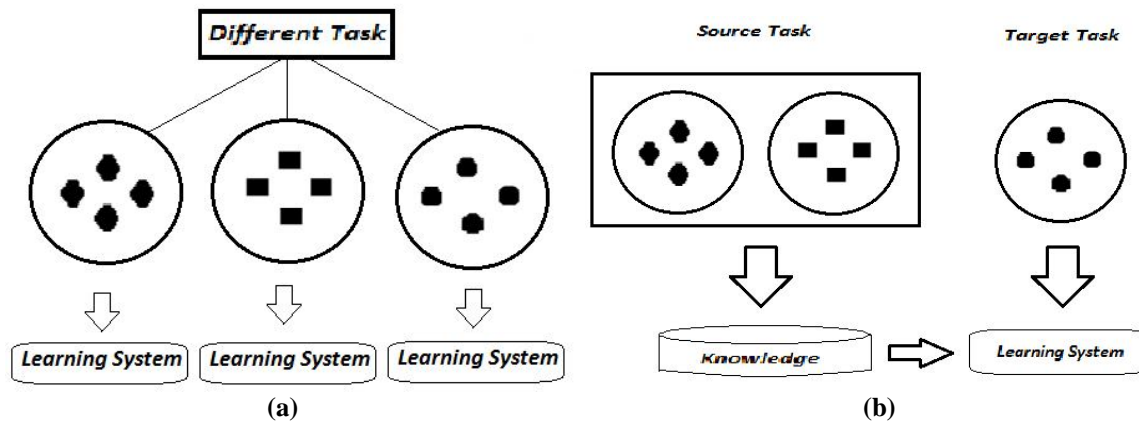 Different Task
Learning System
Learning System
Learning System
(a)
Source Task
Target Task
Knowledge
Learning System
(b)